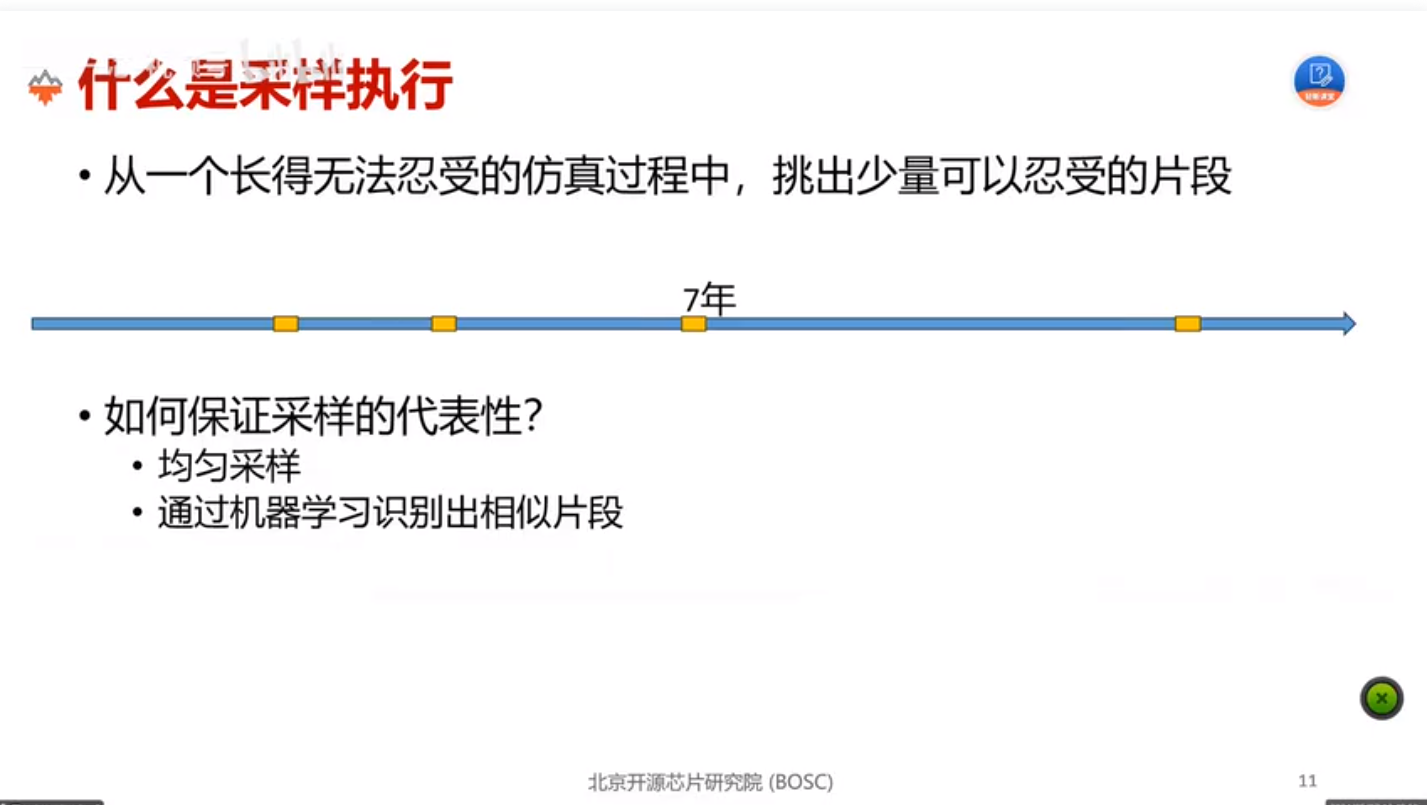 什么是采样执行
• 从一个长得无法忍受的仿真过程中，挑出少量可以忍受的片段
7年
• 如何保证采样的代表性？
• 均匀采样
• 通过机器学习识别出相似片段
北京开源芯片研究院 (BOSC)
11